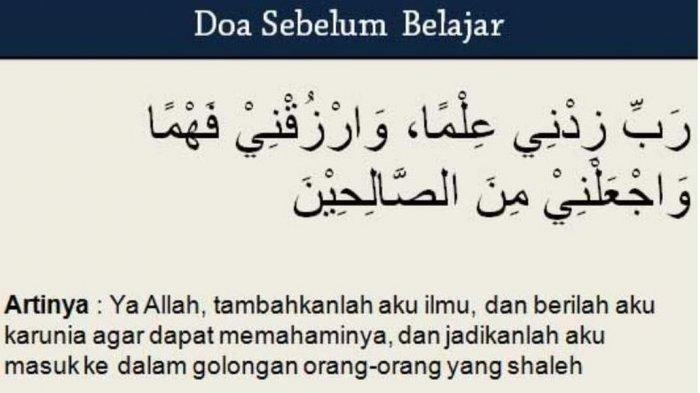 Doa Sebelum Belajar
رَبِّ زِدْنِي عِلْمًا، وَارْزُقْنِيْ فَهْمًا
وَاجْعَلْنِيْ مِنَ الصَّالِحِيْنَ
Artinya : Ya Allah, tambahkanlah aku ilmu, dan berilah aku
karunia agar dapat memahaminya, dan jadikanlah aku
masuk ke dalam golongan orang-orang yang shaleh